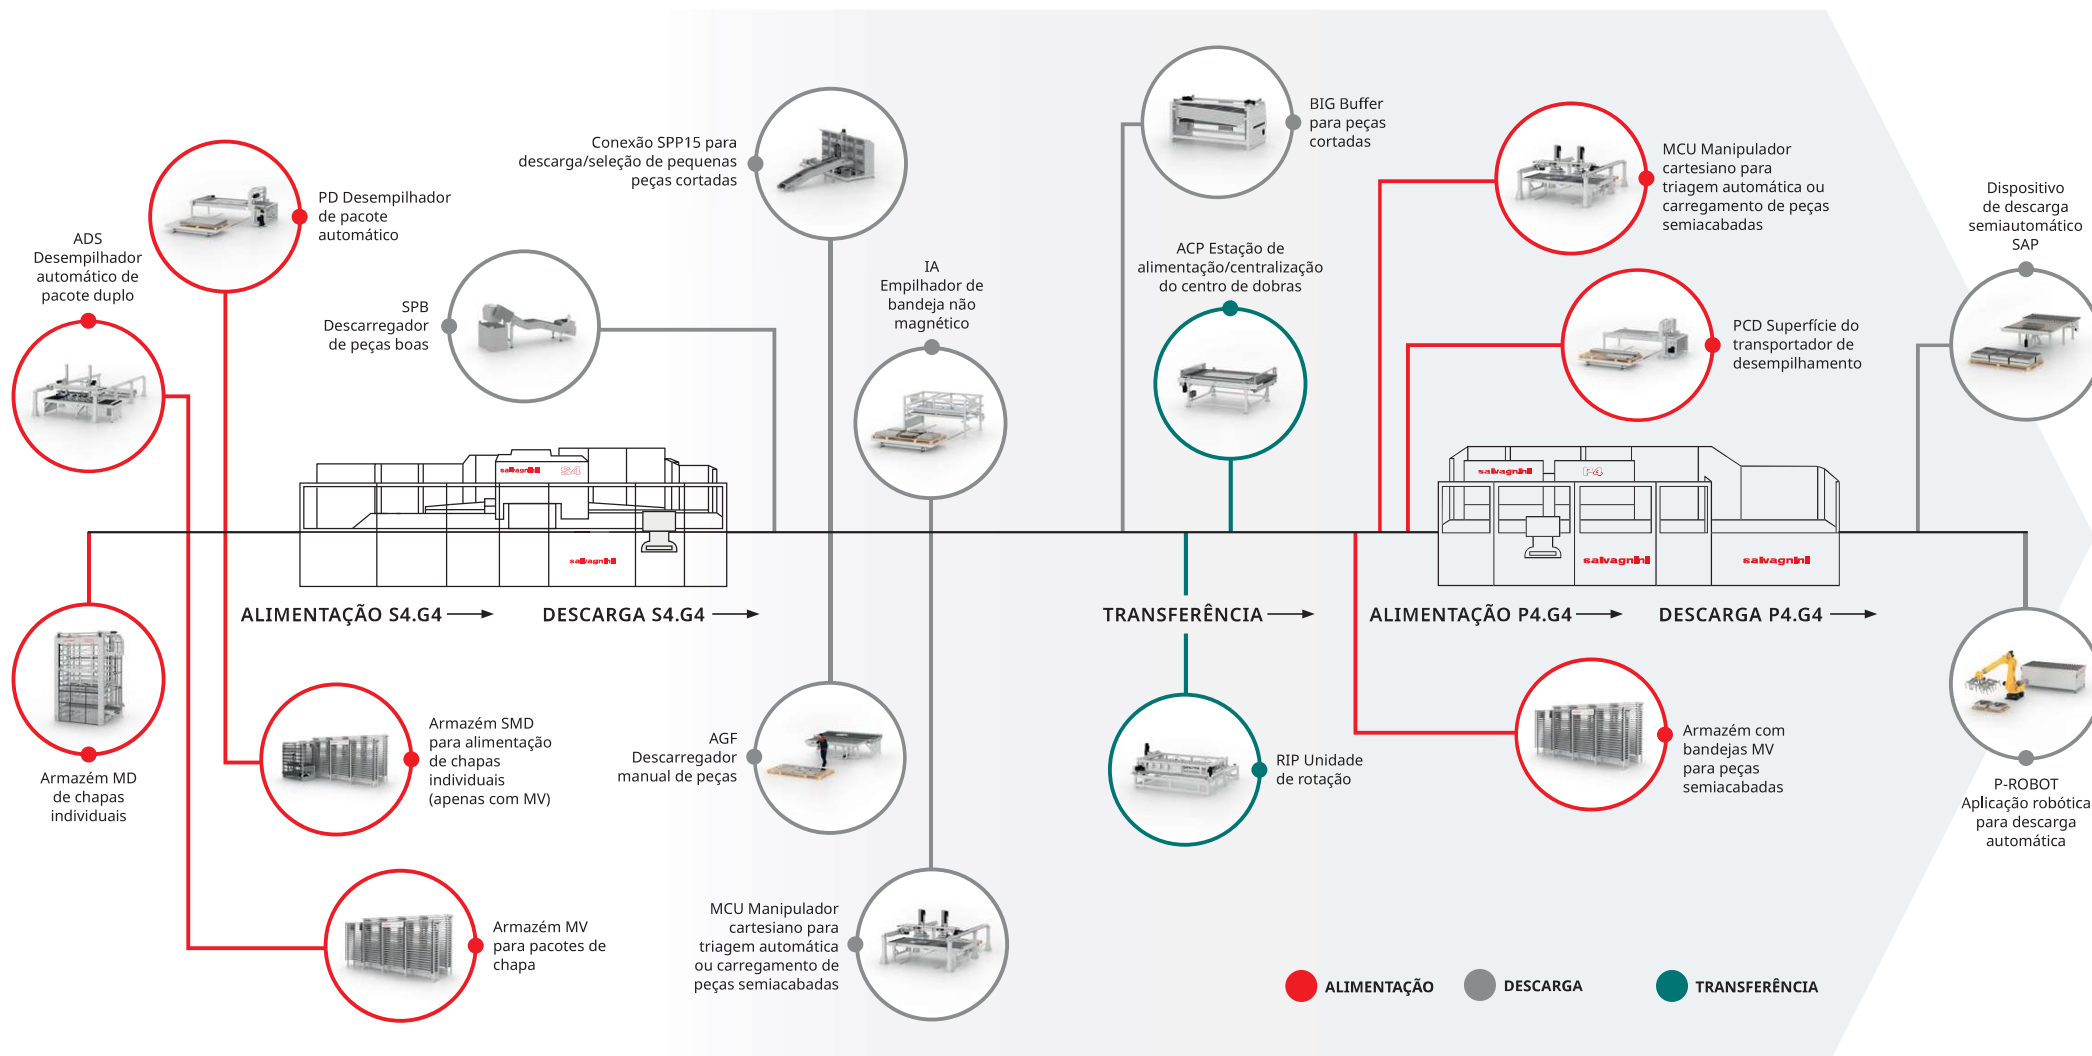 ADS
Desempilhador
automático de
pacote duplo
PD Desempilhador
de pacote
automático
SPB
Descarregador
de peças boas
Conexão SPP15 para
descarga/seleção de pequenas
peças cortadas
IA
Empilhador de
bandeja não
magnético
BIG Buffer
para peças
cortadas
ACP Estação de
alimentação/centralização
do centro de dobras
MCU Manipulador
cartesiano para
triagem automática ou
carregamento de peças
semiacabadas
PCD Superfície do
transportador de
desempilhamento
Dispositivo
de descarga
semiautomático
SAP
salvagnini
S4
salvagnini
salvagnini
P4
salvagnini
salvagnini
ALIMENTAÇÃO S4.G4
DESCARGA S4.G4
TRANSFERÊNCIA
ALIMENTAÇÃO P4.G4
DESCARGA P4.G4
Armazém MD
de chapas
individuais
Armazém SMD
para alimentação
de chapas
individuais
(apenas com MV)
Armazém MV
para pacotes de
chapa
AGF
Descarregador
manual de peças
MCU Manipulador
cartesiano para
triagem automática
ou carregamento de
peças semiacabadas
RIP Unidade
de rotação
Armazém com
bandejas MV
para peças
semiacabadas
P-ROBOT
Aplicação robótica
para descarga
automática
ALIMENTAÇÃO
DESCARGA
TRANSFERÊNCIA